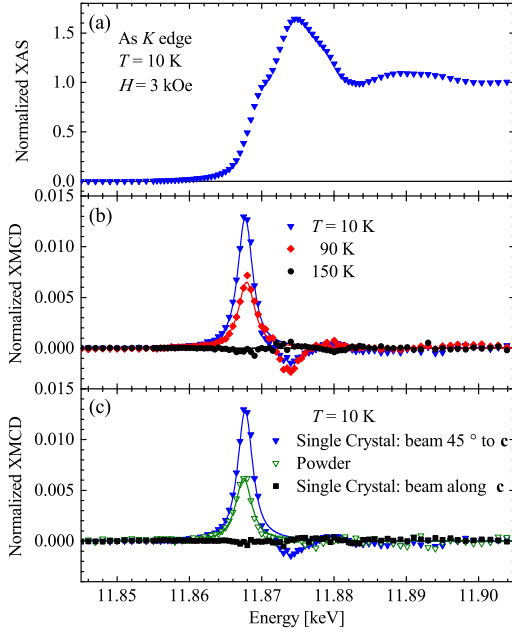 (a)
As K edge
T = 10 K
H = 3 kOe
Normalized XAS
1.5
1.0
0.5
0.0
0.015
(b)
T = 10 K
90 K
150 K
Normalized XMCD
0.010
0.005
0.000
0.015
(c)
T = 10 K
Single Crystal: beam 45 ° to c
Powder
Single Crystal: beam along c
Normalized XMCD
0.010
0.005
0.000
11.85 11.86 11.87 11.88 11.89 11.90
Energy [keV]